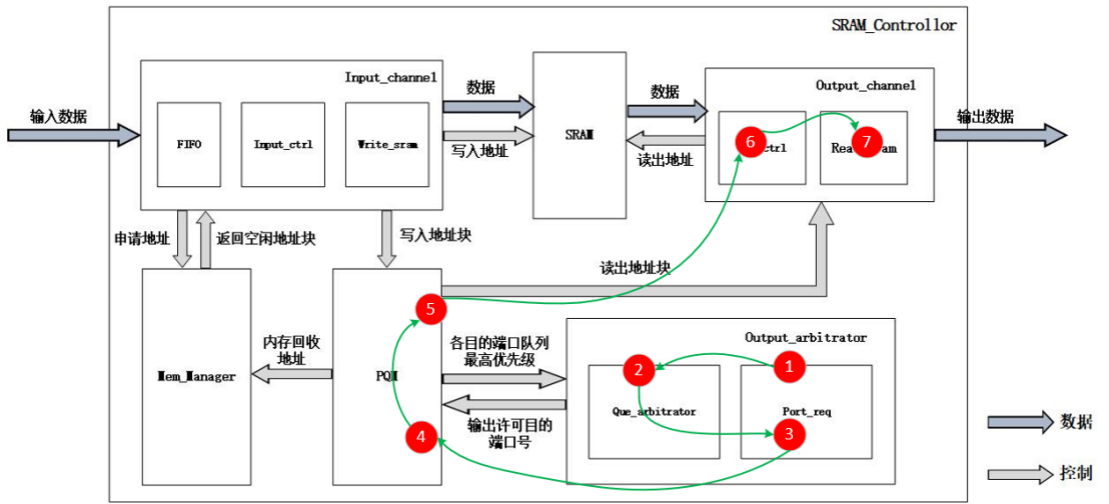 SRAM_Controllor
Input_channel
数据
数据
Output_channel
输入数据
输出数据
FIFO
Input_ctrl
Write_sram
SRAM
写入地址
读出地址
6
7
申请地址
返回空闲地址块
写入地址块
读出地址块
5
内存回收
地址
各目的端口队列
最高优先级
Output_arbitrator
2
1
Mem_Manager
PQM
Que_arbitrator
Port_req
输出许可目的
端口号
4
3
数据
控制